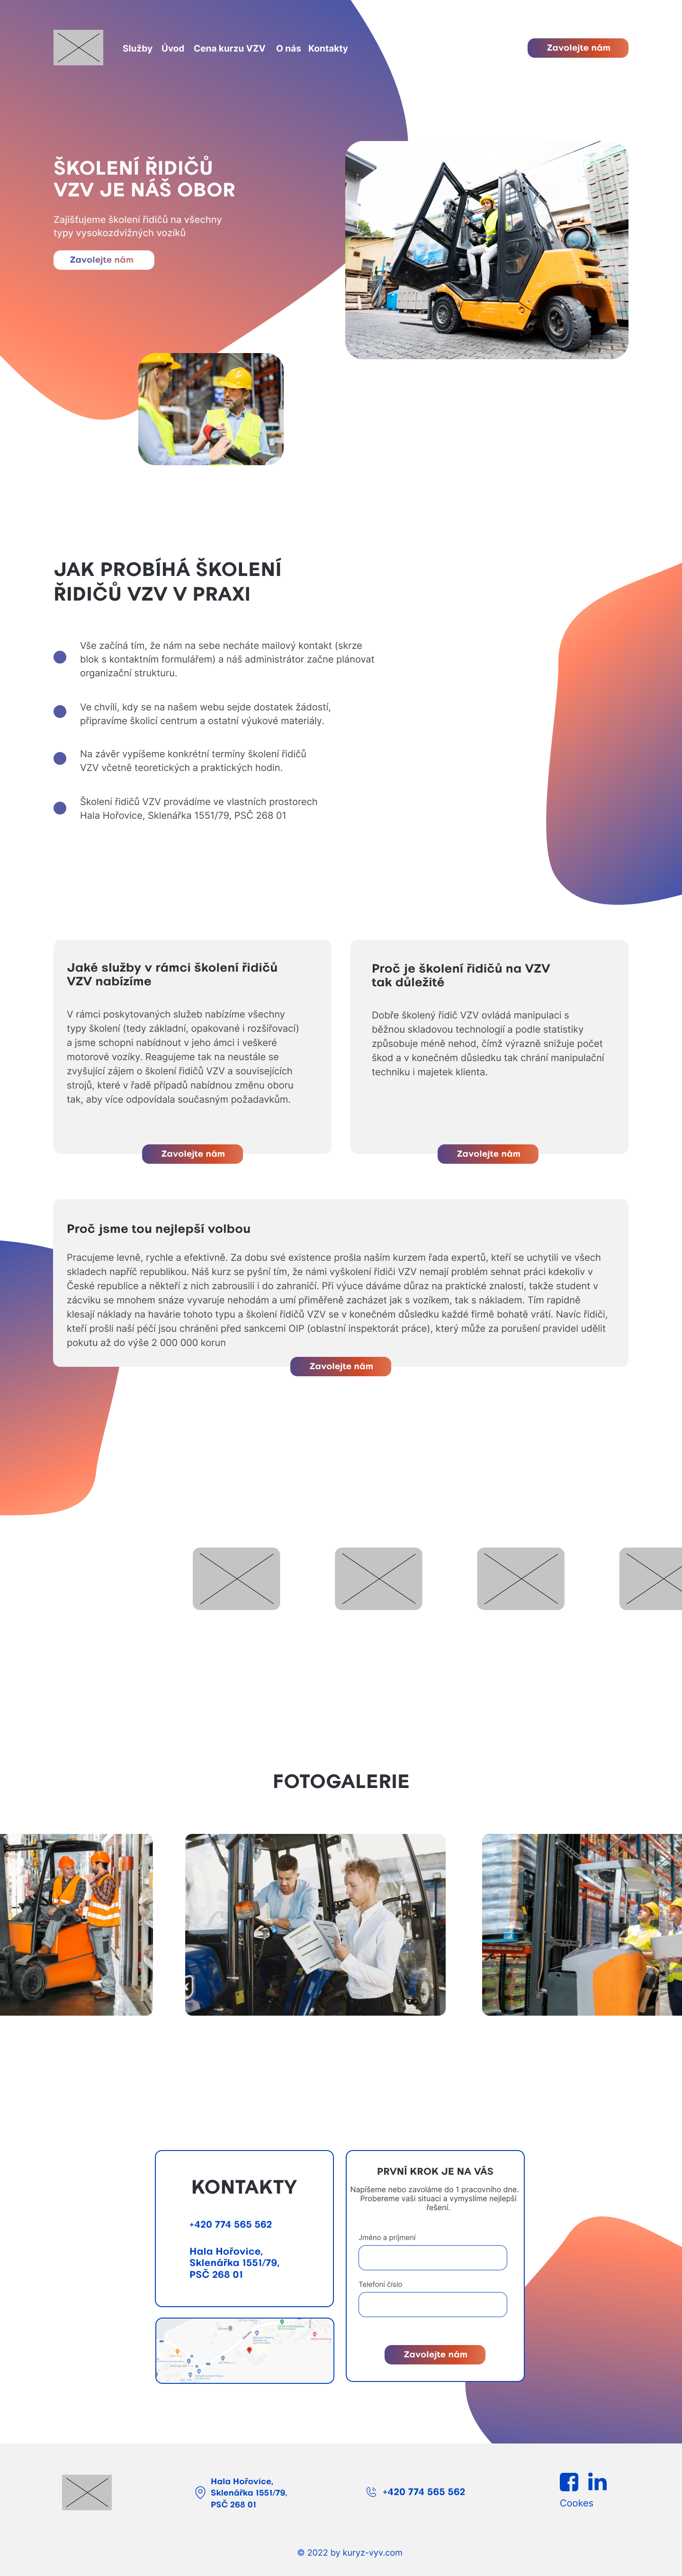 Služby Úvod Cena kurzu VZV O nás Kontakty
Zavolejte nám
ŠKOLENÍ ŘIDIČŮ
VZV JE NÁŠ OBOR
Zajišťujeme školení řidičů na všechny
typy vysokozdvižných vozíků
Zavolejte nám
JAK PROBÍHÁ ŠKOLENÍ
ŘIDIČŮ VZV V PRAXI
Vše začíná tím, že nám na sebe necháte mailový kontakt (skrze
blok s kontaktním formulářem) a náš administrátor začne plánovat
organizační strukturu.
Ve chvíli, kdy se na našem webu sejde dostatek žádostí,
připravíme školicí centrum a ostatní výukové materiály.
Na závěr vypíšeme konkrétní termíny školení řidičů
VZV včetně teoretických a praktických hodin.
Školení řidičů VZV provádíme ve vlastních prostorech
Hala Hořovice, Sklenářka 1551/79, PSČ 268 01
Jaké služby v rámci školení řidičů
VZV nabízíme
V rámci poskytovaných služeb nabízíme všechny
typy školení (tedy základní, opakované i rozšiřovací)
a jsme schopni nabídnout v jeho ámci i veškeré
motorové vozíky. Reagujeme tak na neustále se
zvyšující zájem o školení řidičů VZV a souvisejících
strojů, které v řadě případů nabídnou změnu oboru
tak, aby více odpovídala současným požadavkům.
Zavolejte nám
Proč je školení řidičů na VZV
tak důležité
Dobře školený řidič VZV ovládá manipulaci s
běžnou skladovou technologií a podle statistiky
způsobuje méně nehod, čímž výrazně snižuje počet
škod a v konečném důsledku tak chrání manipulační
techniku i majetek klienta.
Zavolejte nám
Proč jsme tou nejlepší volbou
Pracujeme levně, rychle a efektivně. Za dobu své existence prošla naším kurzem řada expertů, kteří se uchytili ve všech
skladech napříč republikou. Náš kurz se pyšní tím, že námi vyškolení řidiči VZV nemají problém sehnat práci kdekoliv v
České republice a někteří z nich zabrousili i do zahraničí. Při výuce dáváme důraz na praktické znalosti, takže student v
zácviku se mnohem snáze vyvaruje nehodám a umí přiměřeně zacházet jak s vozíkem, tak s nákladem. Tím rapidně
klesají náklady na havárie tohoto typu a školení řidičů VZV se v konečném důsledku každé firmě bohatě vrátí. Navíc řidiči,
kteří prošli naší péčí jsou chráněni před sankcemi OIP (oblastní inspektorát práce), který může za porušení pravidel udělit
pokutu až do výše 2 000 000 korun
Zavolejte nám
FOTOGALERIE
KONTAKTY
+420 774 565 562
Hala Hořovice,
Sklenářka 1551/79,
PSČ 268 01
PRVNÍ KROK JE NA VÁS
Napíšeme nebo zavoláme do 1 pracovního dne.
Probereme vaši situaci a vymyslíme nejlepší
řešení.
Jméno a príjmení
Telefoní číslo
Zavolejte nám
Hala Hořovice,
Sklenářka 1551/79,
PSČ 268 01
+420 774 565 562
Cookes
© 2022 by kuryz-vyv.com